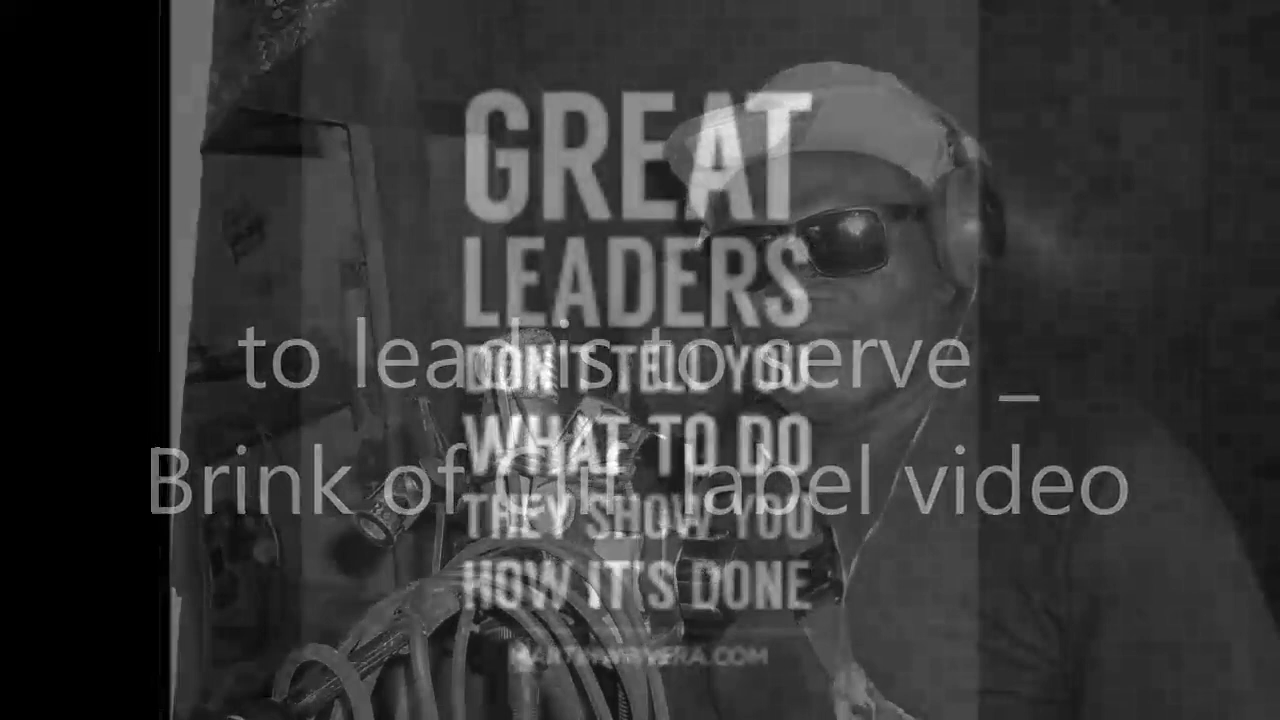 GREAT
LEADERS
to lead is to serve _
DON'T TELL YOU
WHAT TO DO
Brink of label video
THEY SHOW YOU
HOW IT'S DONE